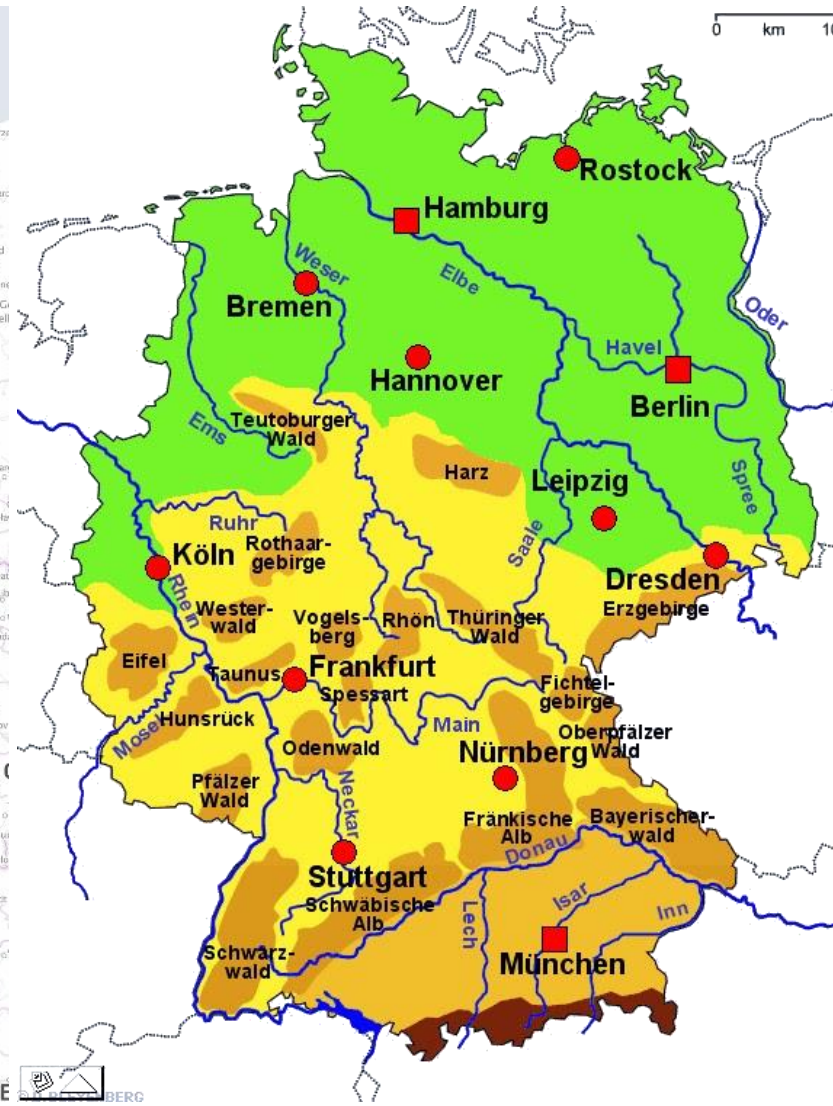 0 km 10
Rostock
Hamburg
Weser
Elbe
Bremen
Oder
Havel
Hannover
Berlin
Teutoburger
Wald
Ems
Harz
Leipzig
Spree
Ruhr
Rothaar-
gebirge
Saale
Köln
Rhein
Dresden
Erzgebirge
Wester-
wald
Vogels-
berg
Rhön
Thüringer
Wald
Eifel
Taunus
Frankfurt
Spessart
Fichtel-
gebirge
Mosel
Hunsrück
Main
Oberpfälzer
Wald
Odenwald
Nürnberg
Pfälzer
Wald
Neckar
Fränkische
Alb
Bayerischer-
wald
Donau
Stuttgart
Schwäbische
Alb
Lech
Isar
Inn
Schwarz-
wald
München